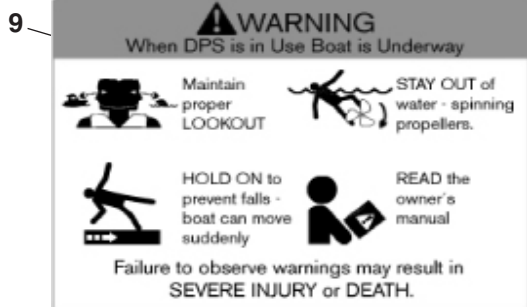 9
WARNING
When DPS is in Use Boat is Underway
Maintain
proper
LOOKOUT
STAY OUT of
water - spinning
propellers.
HOLD ON to
prevent falls -
boat can move
suddenly
READ the
owner's
manual
Failure to observe warnings may result in
SEVERE INJURY or DEATH.